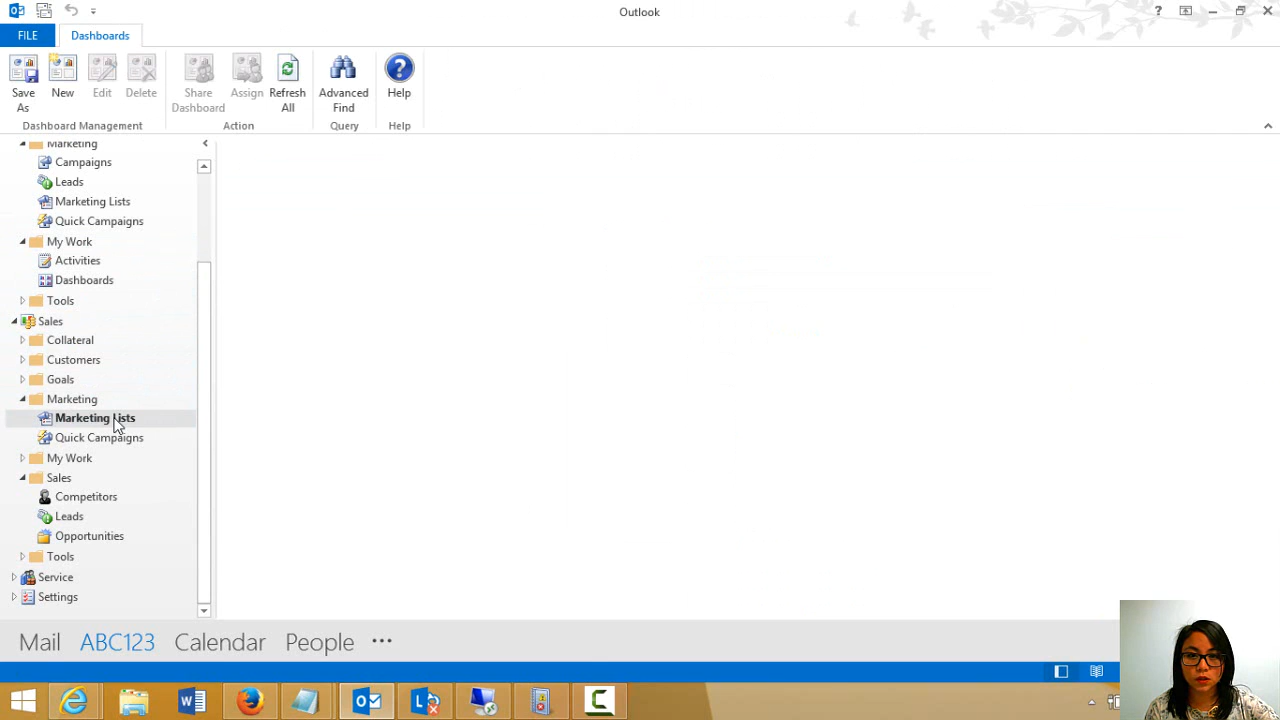 Outlook
?
FILE
Dashboards
Save As
New
Edit
Delete
Share Dashboard
Assign
Refresh All
Advanced Find
Help
Dashboard Management
Action
Query
Help
Marketing
Campaigns
Leads
Marketing Lists
Quick Campaigns
My Work
Activities
Dashboards
Tools
Sales
Collateral
Customers
Goals
Marketing
Marketing Lists
Quick Campaigns
My Work
Sales
Competitors
Leads
Opportunities
Tools
Service
Settings
Mail ABC123 Calendar People •••